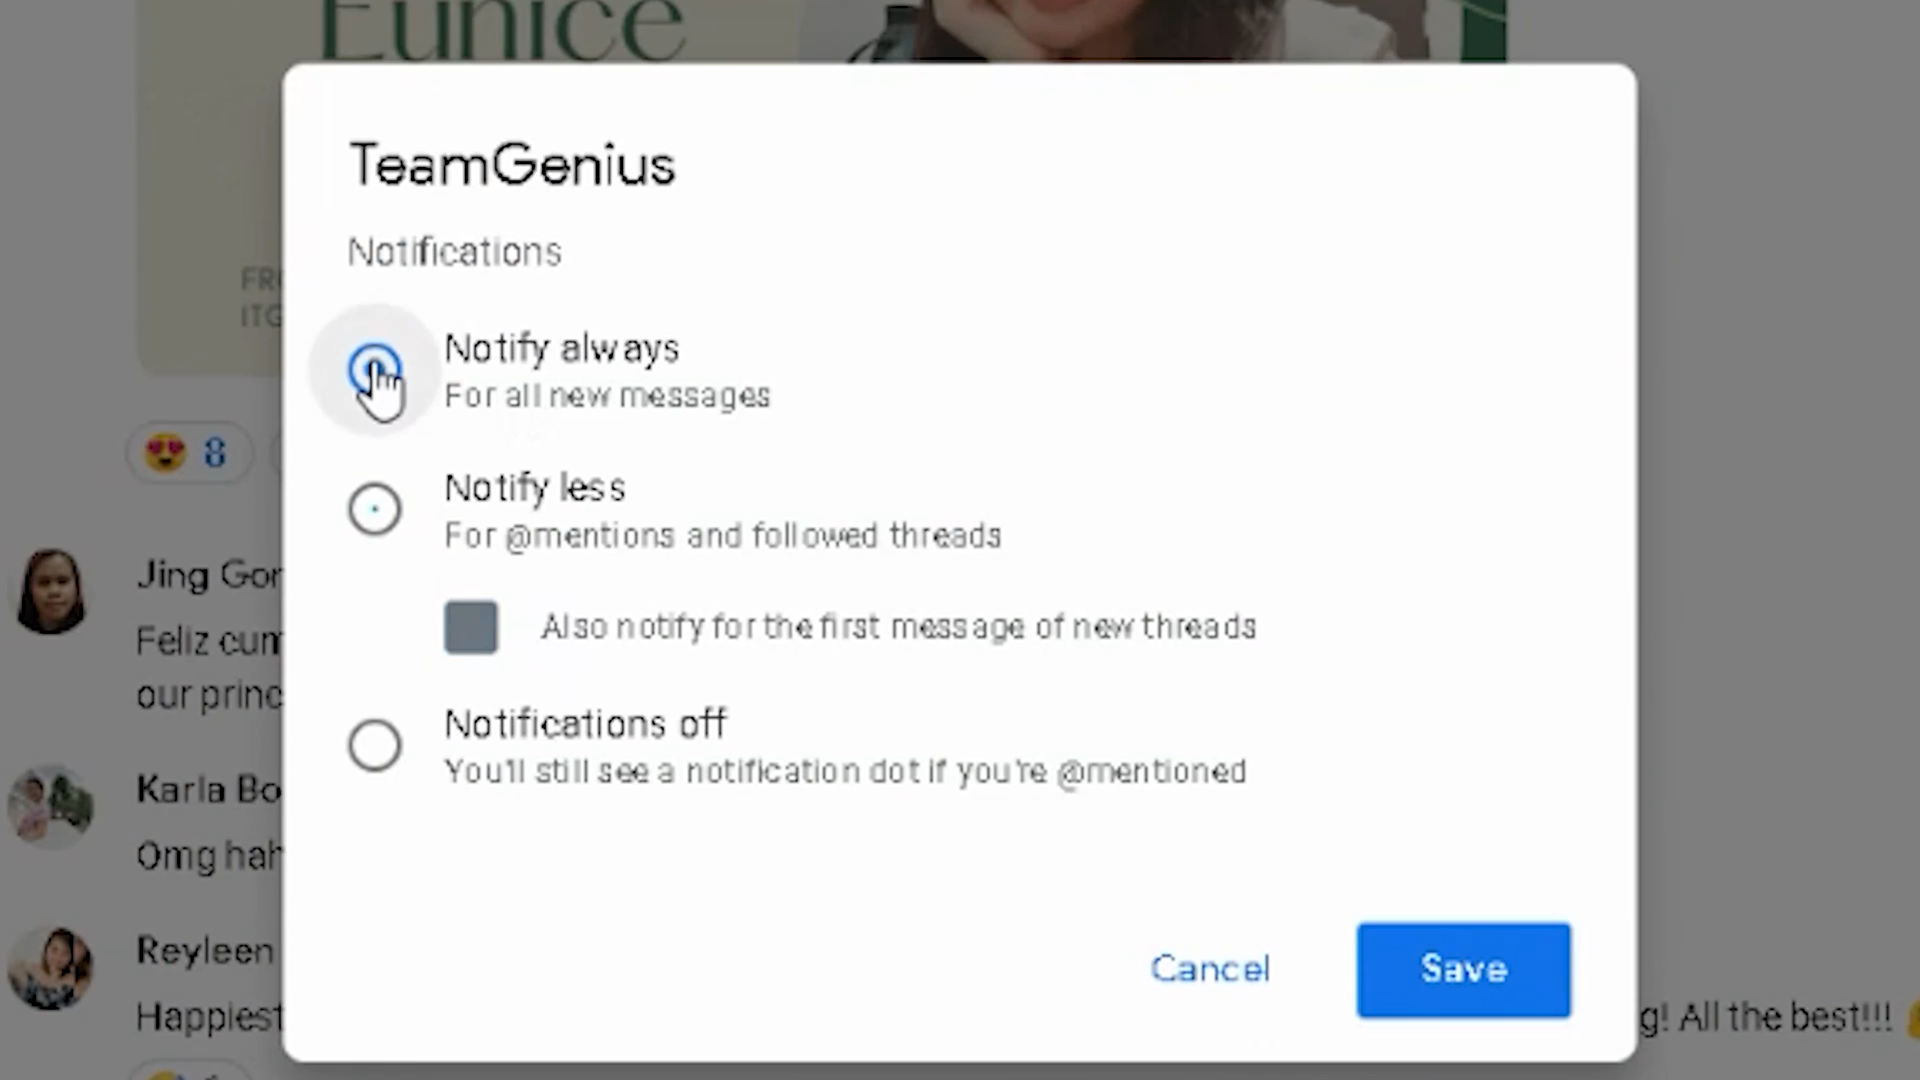 Eunice
TeamGenius
Notifications
Notify always
For all new messages
8
Notify less
For @mentions and followed threads
Also notify for the first message of new threads
Notifications off
You'll still see a notification dot if you're @mentioned
Jing
Feliz
our
Karla
Omg
Reyleen
Happiest
All the best!!!
Cancel
Save